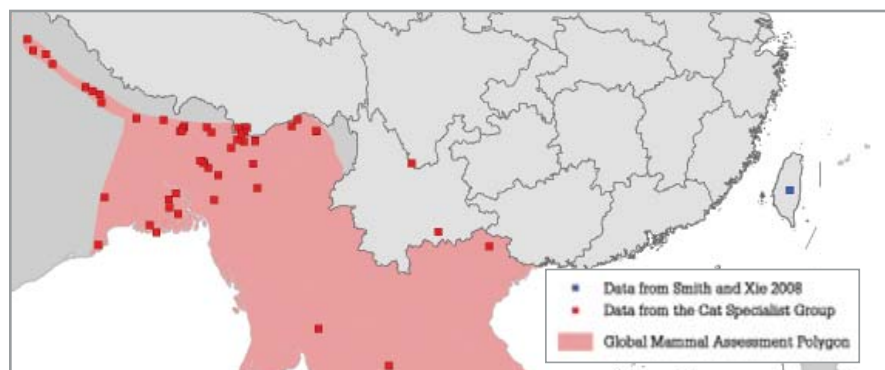 Data from Smith and Xie 2008
Data from the Cat Specialist Group
Global Mammal Assessment Polygon